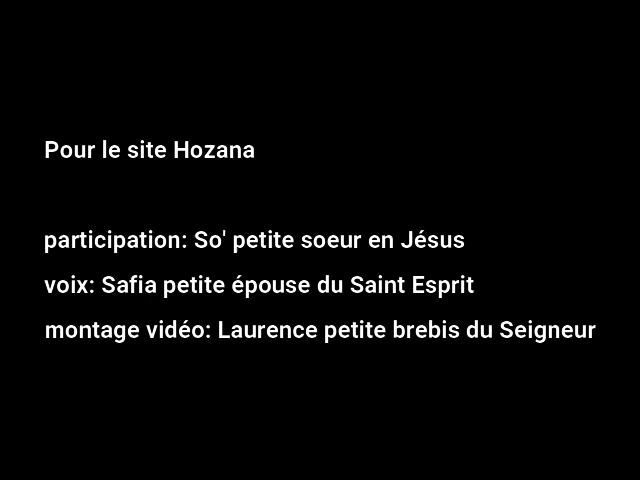 Pour le site Hozana
participation: So' petite soeur en Jésus
voix: Safia petite épouse du Saint Esprit
montage vidéo: Laurence petite brebis du Seigneur